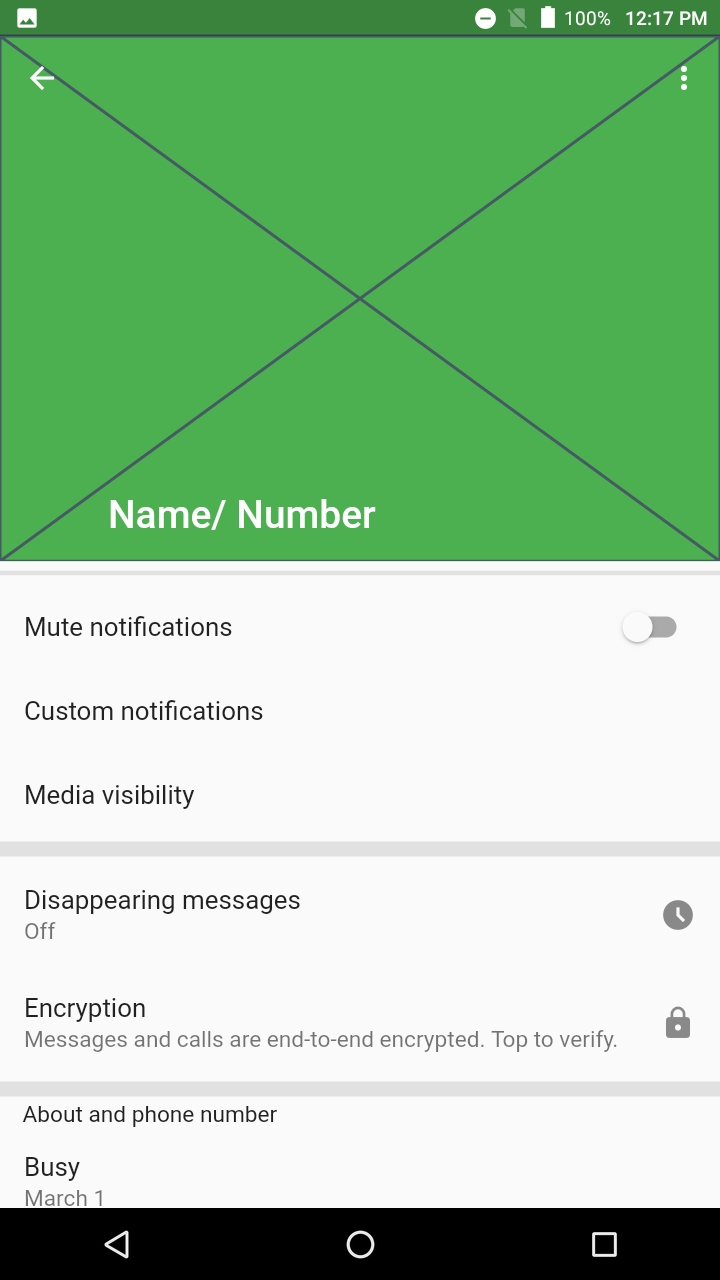 100% 12:17 PM
Name/ Number
Mute notifications
Custom notifications
Media visibility
Disappearing messages
Off
Encryption
Messages and calls are end-to-end encrypted. Top to verify.
About and phone number
Busy
March 1